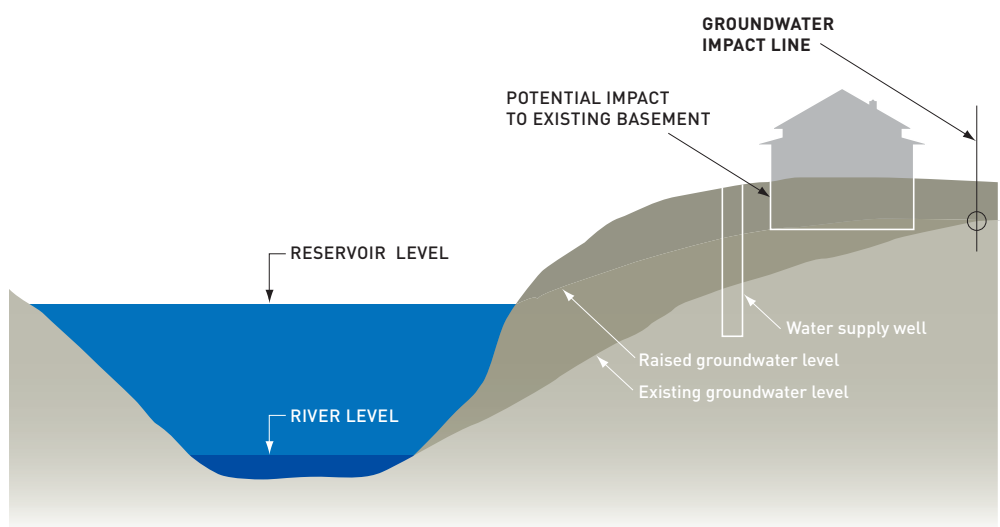 GROUNDWATER
IMPACT LINE
POTENTIAL IMPACT
TO EXISTING BASEMENT
RESERVOIR LEVEL
Water supply well
Raised groundwater level
Existing groundwater level
RIVER LEVEL